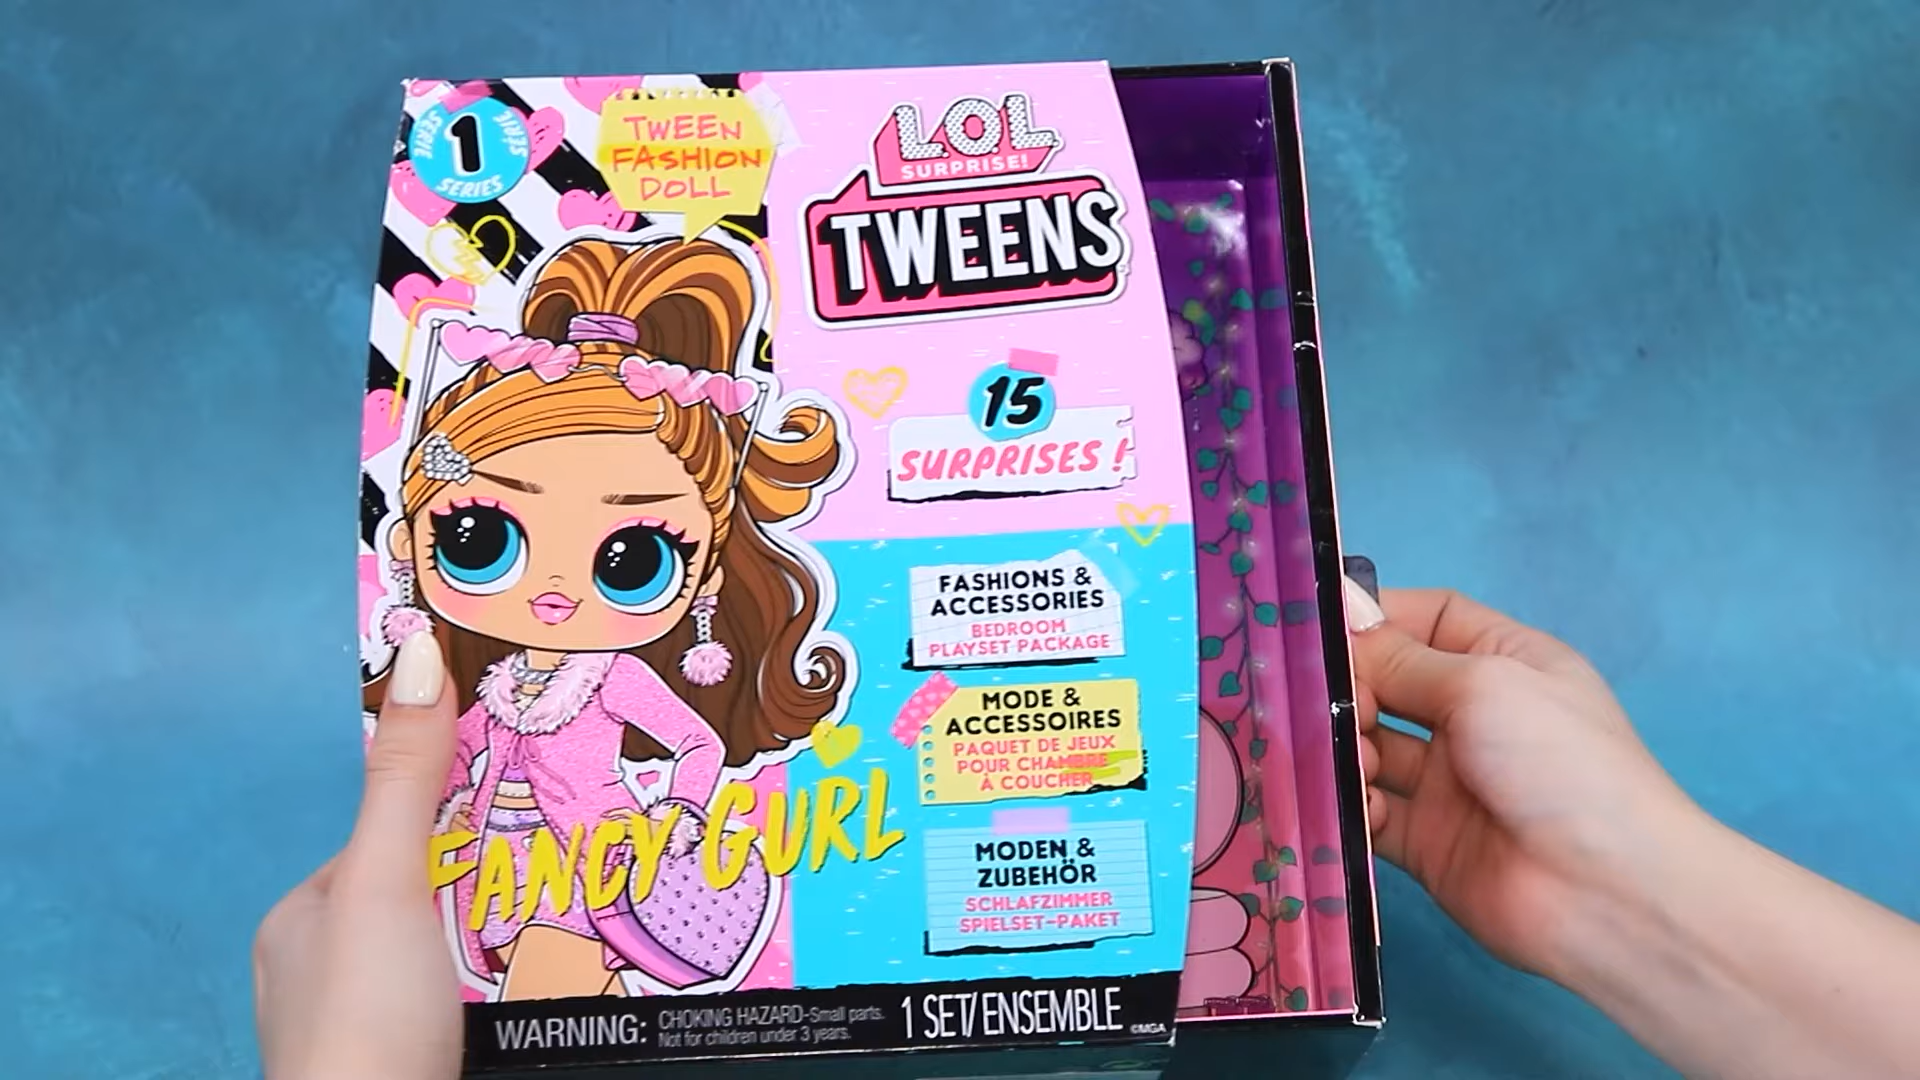 SERIE
1
SÉRIE
SERIES
TWEEN
FASHION
DOLL
L.O.L.
SURPRISE!
TWEENS
15
SURPRISES!
FASHIONS &
ACCESSORIES
BEDROOM
PLAYSET PACKAGE
MODE &
ACCESSOIRES
PAQUET DE JEUX
POUR CHAMBRE
À COUCHER
MODEN &
ZUBEHÖR
SCHLAFZIMMER
SPIELSET-PAKET
FANCY GURL
WARNING:
CHOKING HAZARD-Small parts.
Not for children under 3 years.
1 SET/ENSEMBLE
©MGA